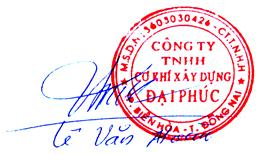 M.S.D.N: 3603030426 - C.T.T.N.H.H
CÔNG TY
TNHH
CƠ KHÍ XÂY DỰNG
ĐẠI PHÚC
T. BIÊN HÒA - T. ĐỒNG NAI
Lê Văn